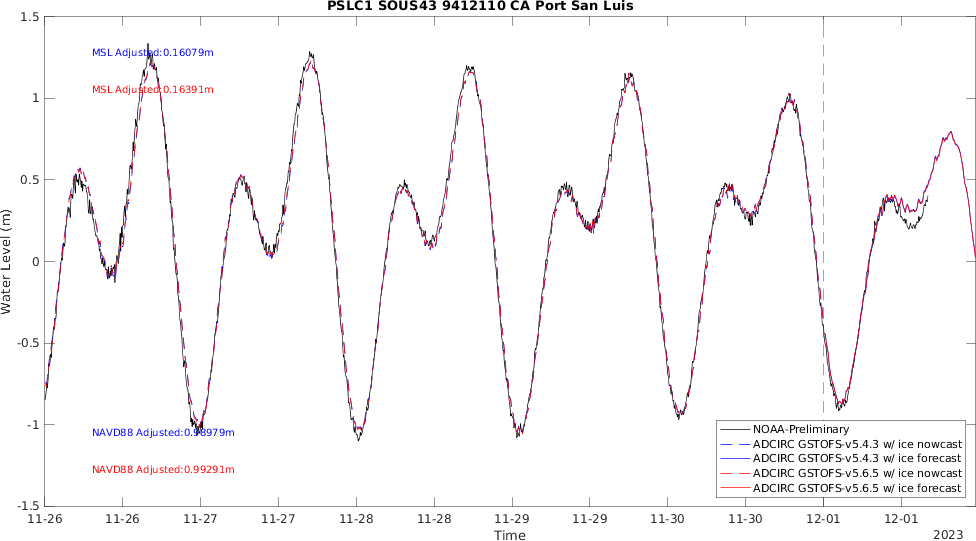 PSLC1 SOUS43 9412110 CA Port San Luis
1.5
1
0.5
0
-0.5
-1
-1.5
Water Level (m)
MSL Adjusted:0.16079m
MSL Adjusted:0.16391m
NAVD88 Adjusted:0.98979m
NAVD88 Adjusted:0.99291m
NOAA-Preliminary
ADCIRC GSTOFS-v5.4.3 w/ ice nowcast
ADCIRC GSTOFS-v5.4.3 w/ ice forecast
ADCIRC GSTOFS-v5.6.5 w/ ice nowcast
ADCIRC GSTOFS-v5.6.5 w/ ice forecast
11-26 11-26 11-27 11-27 11-28 11-28 11-29 11-29 11-30 11-30 12-01 12-01
Time
2023